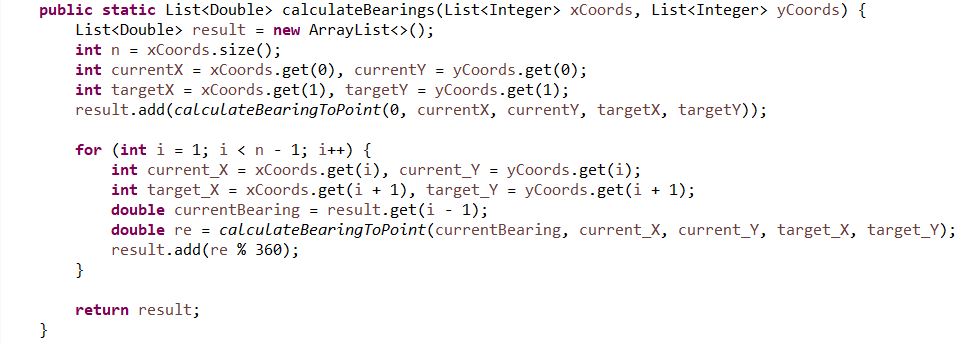 public static List<Double> calculateBearings(List<Integer> xCoords, List<Integer> yCoords) {
    List<Double> result = new ArrayList<>();
    int n = xCoords.size();
    int currentX = xCoords.get(0), currentY = yCoords.get(0);
    int targetX = xCoords.get(1), targetY = yCoords.get(1);
    result.add(calculateBearingToPoint(0, currentX, currentY, targetX, targetY));

    for (int i = 1; i < n - 1; i++) {
        int current_X = xCoords.get(i), current_Y = yCoords.get(i);
        int target_X = xCoords.get(i + 1), target_Y = yCoords.get(i + 1);
        double currentBearing = result.get(i - 1);
        double re = calculateBearingToPoint(currentBearing, current_X, current_Y, target_X, target_Y);
        result.add(re % 360);
    }

    return result;
}